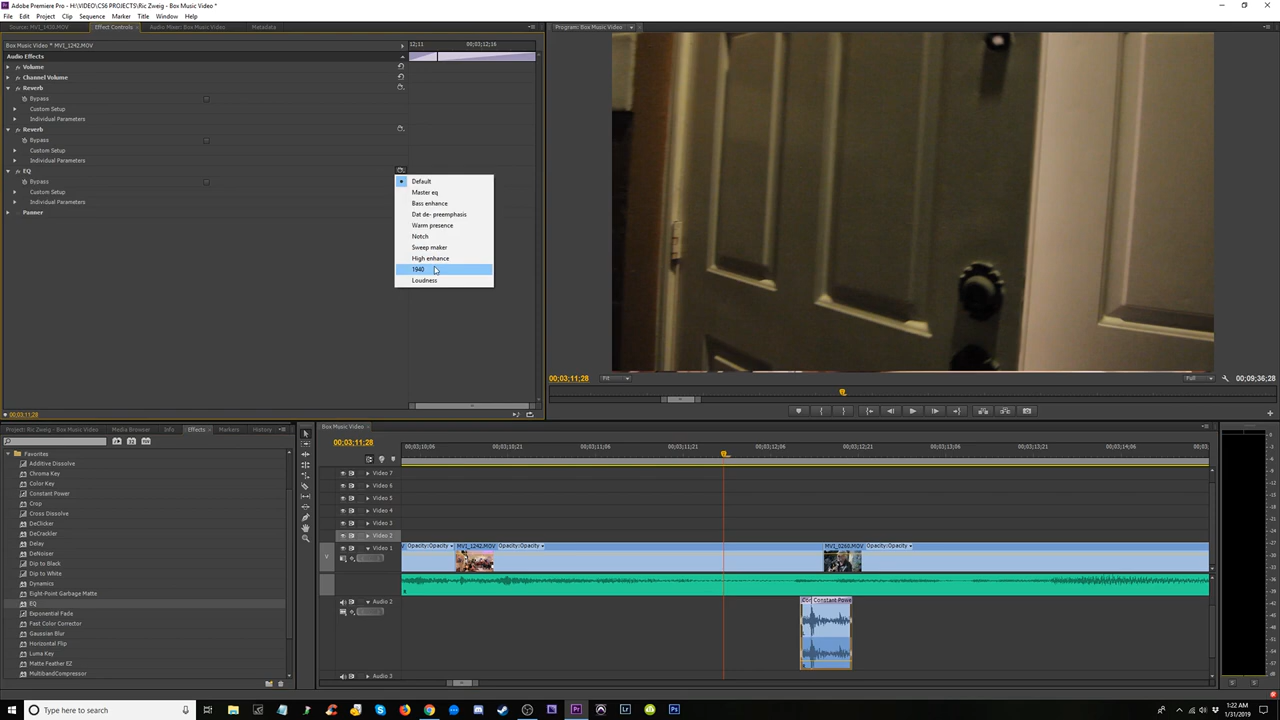 Adobe Premiere Pro - H:\VIDEO\CS6 PROJECTS\Ric Zweig\Box Music Video *
File Edit Project Clip Sequence Marker Title Window Help
Source: MVI_1430.MOV Effect Controls Audio Mixer: Box Music Video Metadata
Program: Box Music Video
Box Music Video * MVI_1242.MOV
12;11 00;03;12;16
Audio Effects
Volume
Channel Volume
Reverb
Bypass
Custom Setup
Individual Parameters
Reverb
Bypass
Custom Setup
Individual Parameters
EQ
Bypass
Custom Setup
Individual Parameters
Panner
Default
Master eq
Bass enhance
Dat de- preemphasis
Warm presence
Notch
Sweep maker
High enhance
1940
Loudness
00;03;11;28 Fit Full 00;09;36;28
00;03;11;28
Project: Ric Zweig - Box Music Video Media Browser Info Effects Markers History
Favorites
Additive Dissolve
Chroma Key
Color Key
Constant Power
Crop
Cross Dissolve
DeClicker
DeCrackler
Delay
DeNoiser
Dip to Black
Dip to White
Dynamics
Eight-Point Garbage Matte
EQ
Exponential Fade
Fast Color Corrector
Gaussian Blur
Horizontal Flip
Luma Key
Matte Feather EZ
MultibandCompressor
Box Music Video
00;03;11;28
00;03;10;06 00;03;10;21 00;03;11;06 00;03;11;21 00;03;12;06 00;03;12;21 00;03;13;06 00;03;13;21 00;03;14;06 00;03
Video 7
Video 6
Video 5
Video 4
Video 3
Video 2
V Video 1
V Opacity:Opacity MVI_1242.MOV Opacity:Opacity MVI_0268.MOV Opacity:Opacity
Audio 2
Constant Powe
Audio 3
Type here to search
1:22 AM
1/31/2019